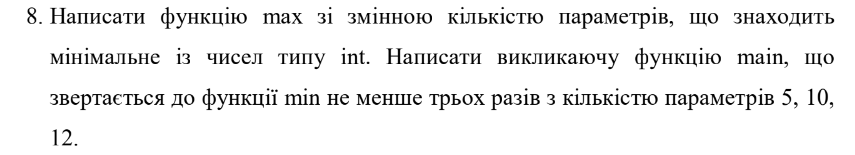 8. Написати функцію max зі змінною кількістю параметрів, що знаходить
мінімальне із чисел типу int. Написати викликаючу функцію main, що
звертається до функції min не менше трьох разів з кількістю параметрів 5, 10,
12.